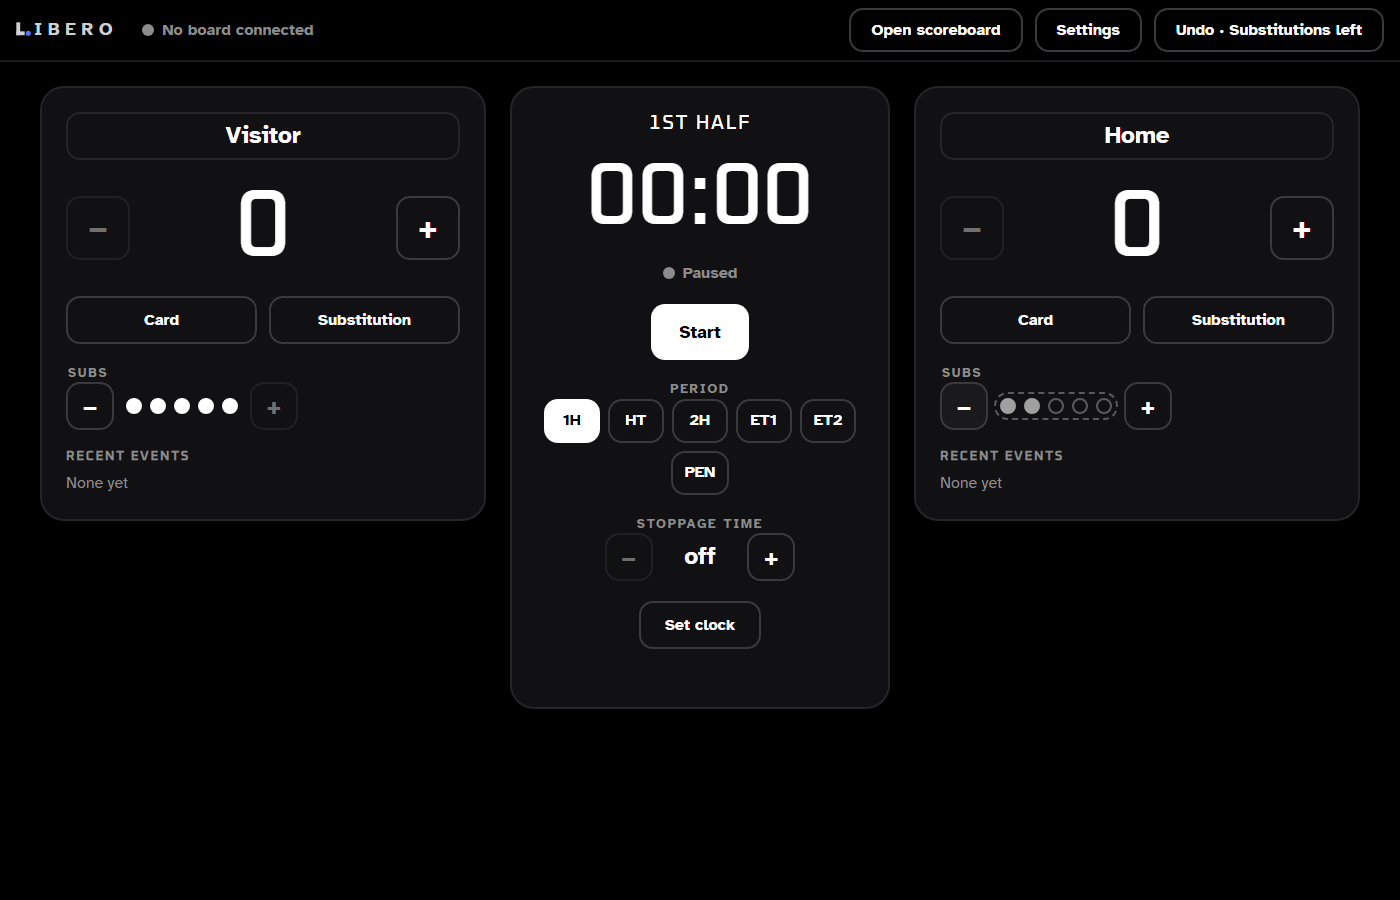 LIBERO
No board connected
Open scoreboard
Settings
Undo · Substitutions left
Visitor
−
0
+
Card
Substitution
SUBS
−
+
RECENT EVENTS
None yet
1ST HALF
00:00
Paused
Start
PERIOD
1H
HT
2H
ET1
ET2
PEN
STOPPAGE TIME
−
off
+
Set clock
Home
−
0
+
Card
Substitution
SUBS
−
+
RECENT EVENTS
None yet